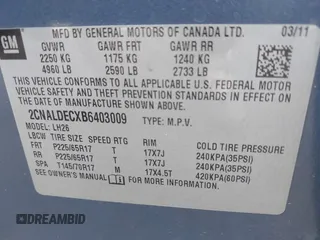 GM
MFD BY GENERAL MOTORS OF CANADA LTD. 03/11
GVWR GAWR FRT GAWR RR
2250 KG 1175 KG 1240 KG
4960 LB 2590 LB 2733 LB
THIS VEHICLE CONFORMS TO ALL APPLICABLE U.S. FEDERAL
MOTOR VEHICLE SAFETY, BUMPER, AND THEFT PREVENTION
STANDARDS IN EFFECT ON THE DATE OF MANUFACTURE
SHOWN ABOVE.
2CNALDECXB6403009 TYPE: M.P.V.
LBCW LH26
TIRE SIZE SPEED RTG RIM COLD TIRE PRESSURE
FRT P225/65R17 T 17X7J 240KPA(35PSI)
RR P225/65R17 T 17X7J 240KPA(35PSI)
SPA T145/70R17 M 17X4.5T 420KPA(60PSI)
SEE OWNER'S MANUAL FOR ADDITIONAL INFORMATION.
DREAMBID